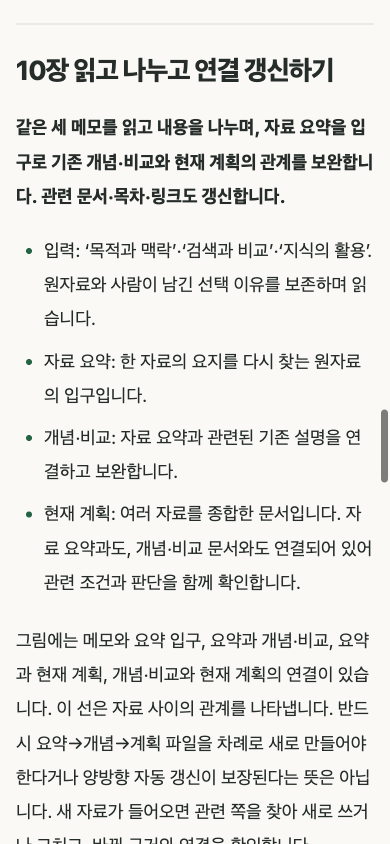 10장 읽고 나누고 연결 갱신하기
같은 세 메모를 읽고 내용을 나누며, 자료 요약을 입
구로 기존 개념·비교와 현재 계획의 관계를 보완합니
다. 관련 문서·목차·링크도 갱신합니다.
• 입력: ‘목적과 맥락’·‘검색과 비교’·‘지식의 활용’.
원자료와 사람이 남긴 선택 이유를 보존하며 읽
습니다.
• 자료 요약: 한 자료의 요지를 다시 찾는 원자료
의 입구입니다.
• 개념·비교: 자료 요약과 관련된 기존 설명을 연
결하고 보완합니다.
• 현재 계획: 여러 자료를 종합한 문서입니다. 자
료 요약과도, 개념·비교 문서와도 연결되어 있어
관련 조건과 판단을 함께 확인합니다.
그림에는 메모와 요약 입구, 요약과 개념·비교, 요약
과 현재 계획, 개념·비교와 현재 계획의 연결이 있습
니다. 이 선은 자료 사이의 관계를 나타냅니다. 반드
시 요약→개념→계획 파일을 차례로 새로 만들어야
한다거나 양방향 자동 갱신이 보장된다는 뜻은 아닙
니다. 새 자료가 들어오면 관련 쪽을 찾아 새로 쓰거
나 고치고, 바뀐 근거와 연결을 확인합니다.